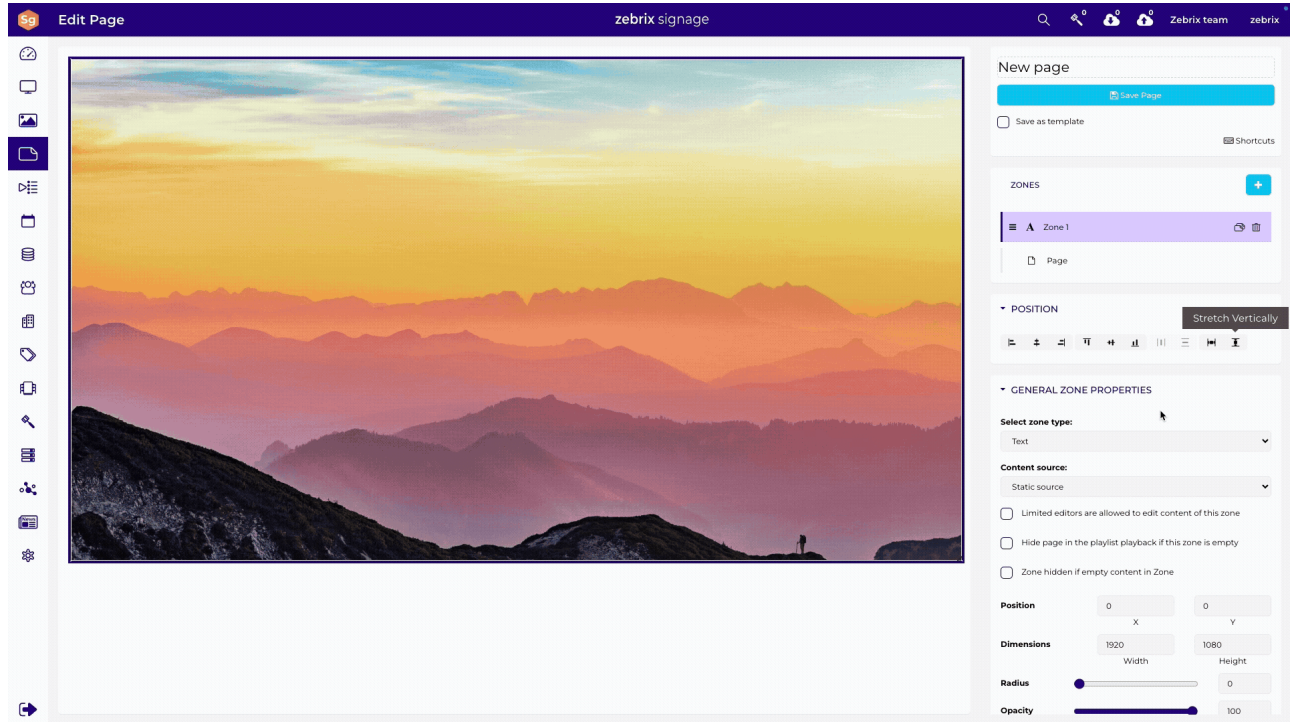 Sg
Edit Page
zebrix signage
0
0
0
Zebrix team
zebrix
New page
Save Page
Save as template
Shortcuts
ZONES
+
A Zone 1
Page
POSITION
Stretch Vertically
GENERAL ZONE PROPERTIES
Select zone type:
Text
Content source:
Static source
Limited editors are allowed to edit content of this zone
Hide page in the playlist playback if this zone is empty
Zone hidden if empty content in Zone
Position 0 0
X Y
Dimensions 1920 1080
Width Height
Radius 0
Opacity 100